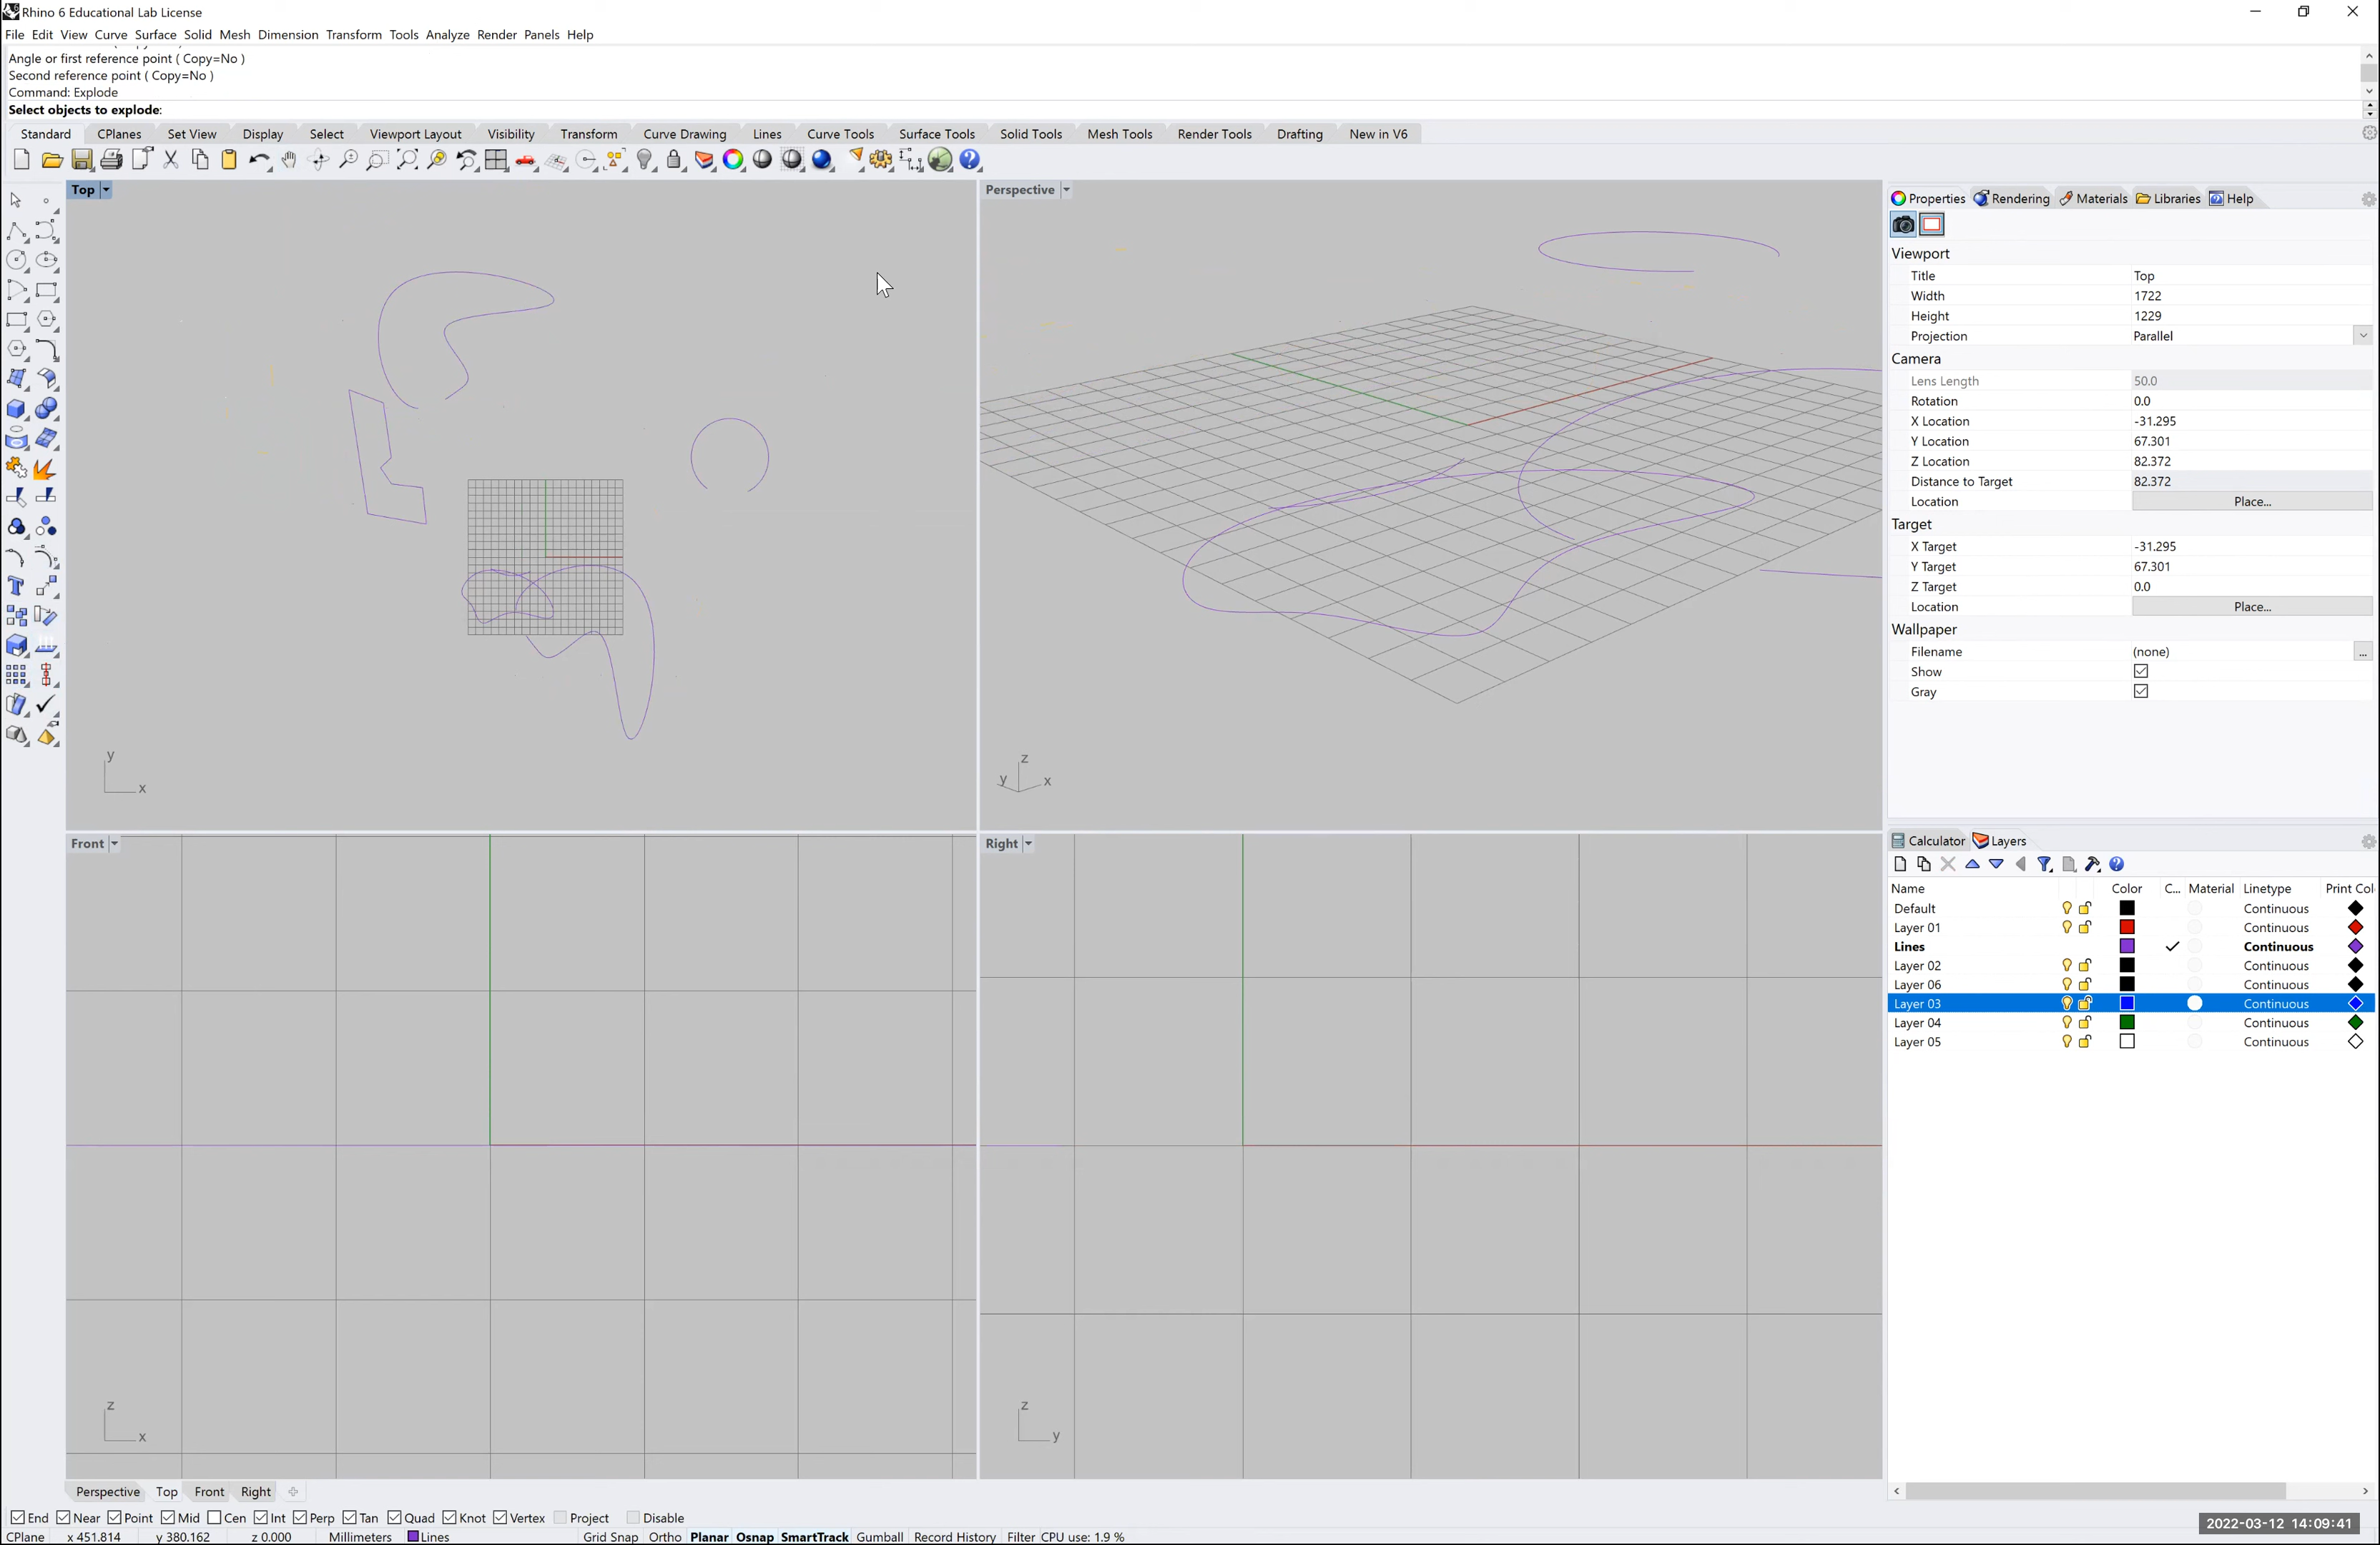 Rhino 6 Educational Lab License
File Edit View Curve Surface Solid Mesh Dimension Transform Tools Analyze Render Panels Help
Angle or first reference point ( Copy=No )
Second reference point ( Copy=No )
Command: Explode
Select objects to explode:
Standard CPlanes Set View Display Select Viewport Layout Visibility Transform Curve Drawing Lines Curve Tools Surface Tools Solid Tools Mesh Tools Render Tools Drafting New in V6
Top
Perspective
Properties Rendering Materials Libraries Help
Viewport
Title Top
Width 1722
Height 1229
Projection Parallel
Camera
Lens Length 50.0
Rotation 0.0
X Location -31.295
Y Location 67.301
Z Location 82.372
Distance to Target 82.372
Location Place...
Target
X Target -31.295
Y Target 67.301
Z Target 0.0
Location Place...
Wallpaper
Filename (none) ...
Show
Gray
y
x
z
y x
Front
Right
Calculator Layers
Name Color C... Material Linetype Print Col
Default Continuous
Layer 01 Continuous
Lines Continuous
Layer 02 Continuous
Layer 06 Continuous
Layer 03 Continuous
Layer 04 Continuous
Layer 05 Continuous
z
x
z
y
Perspective Top Front Right
End Near Point Mid Cen Int Perp Tan Quad Knot Vertex Project Disable
CPlane x 451.814 y 380.162 z 0.000 Millimeters Lines Grid Snap Ortho Planar Osnap SmartTrack Gumball Record History Filter CPU use: 1.9 %
2022-03-12 14:09:41